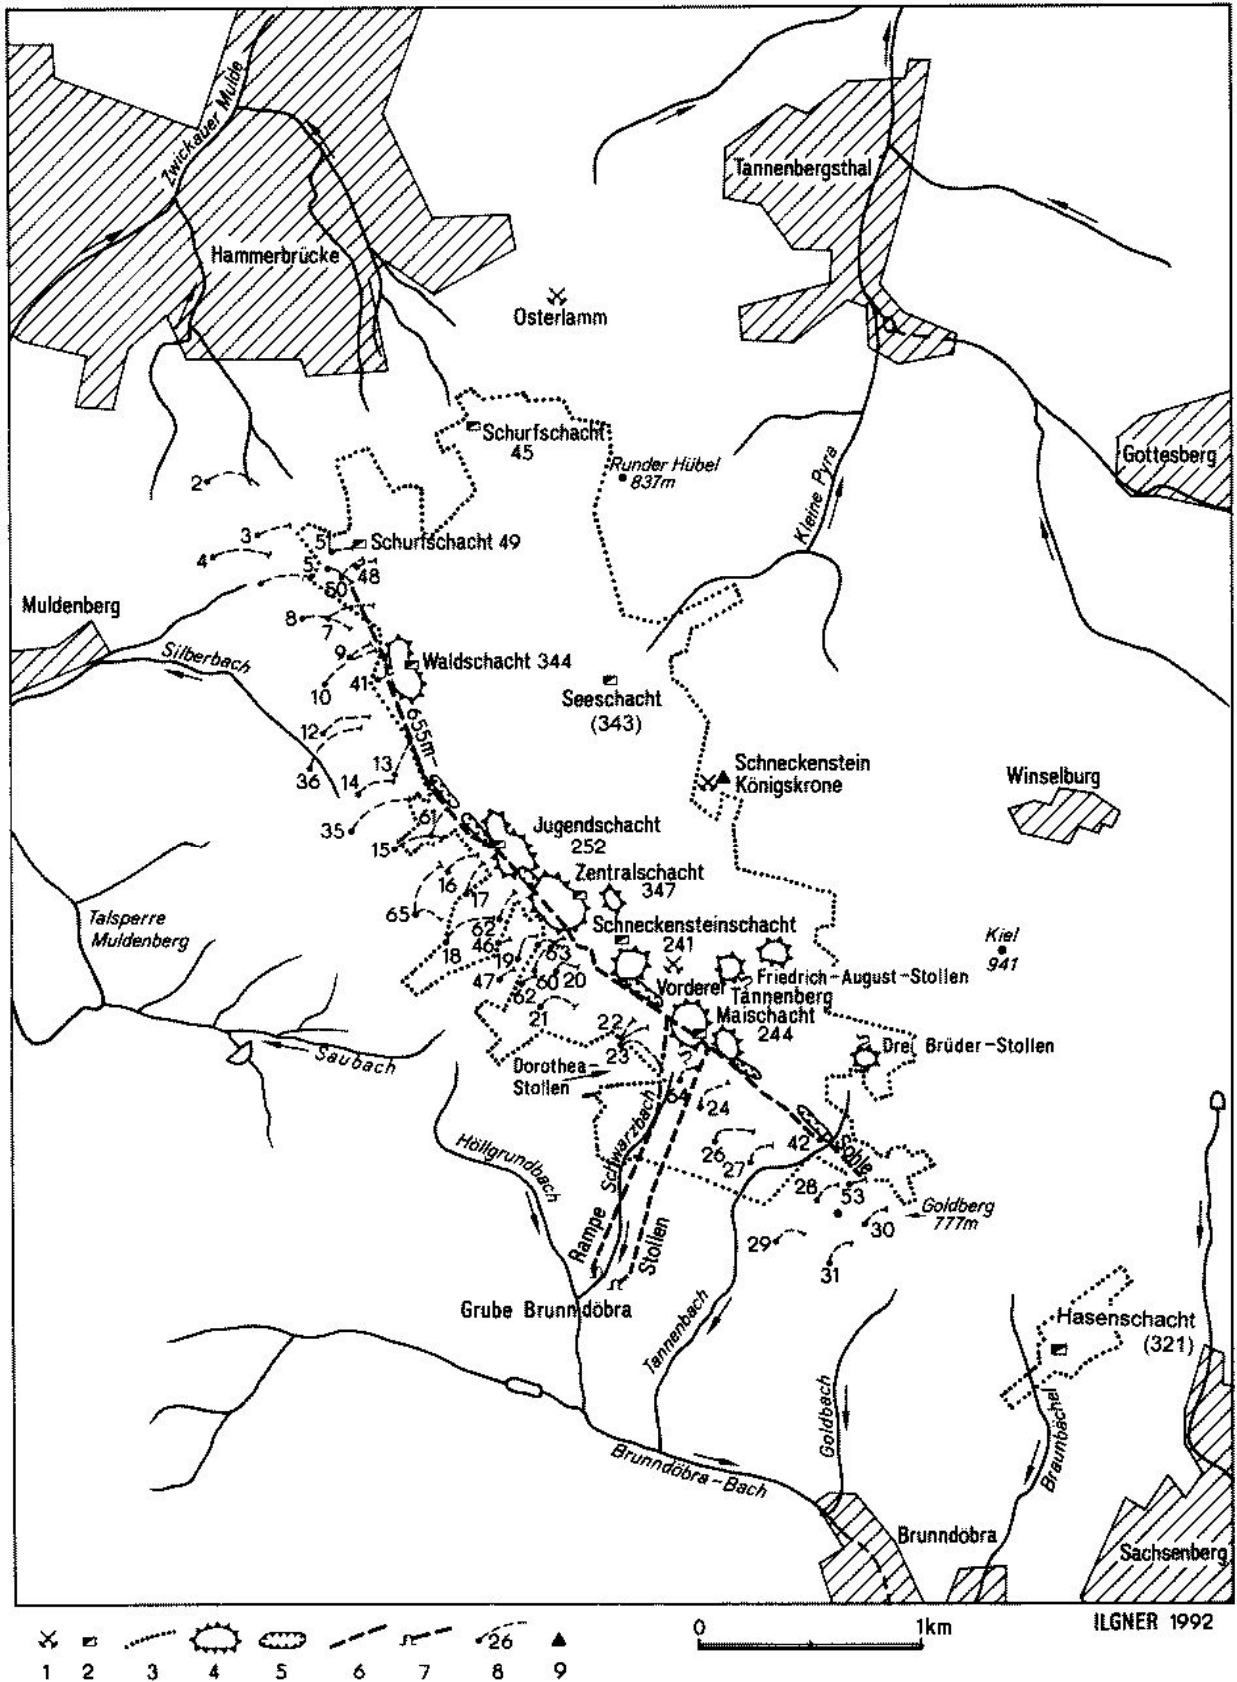 Zwickauer Mulde
Tannenbergsthal
Hammerbrücke
Osterlamm
Schurfschacht
45
Runder Hübel
837m
Gottesberg
Kleine Pyra
2
3
4
5
Schurfschacht 49
5
50
48
Muldenberg
8
7
Silberbach
9
Waldschacht 344
10
41
Seeschacht
(343)
655m
12
36
13
14
Schneckenstein
Königskrone
Winselburg
35
61
15
Jugendschacht
252
16
17
Zentralschacht
347
65
Talsperre
Muldenberg
62
18
46
19
63
Schneckensteinschacht
241
Kiel
941
47
62
60
20
Vorderer
Tannenberg
Friedrich-August-Stollen
21
22
23
Maischacht
244
Drei Brüder-Stollen
Saubach
Dorothea-
Stollen
64
24
Schwarzbach
Höllgrundbach
26
27
42
Sohle
28
53
Goldberg
777m
30
29
31
Rampe
Stollen
Grube Brunndöbra
Tannenbach
Hasenschacht
(321)
Goldbach
Braunbächel
Brunndöbra-Bach
Brunndöbra
Sachsenberg
ILGNER 1992
0
1km
26
1
2
3
4
5
6
7
8
9